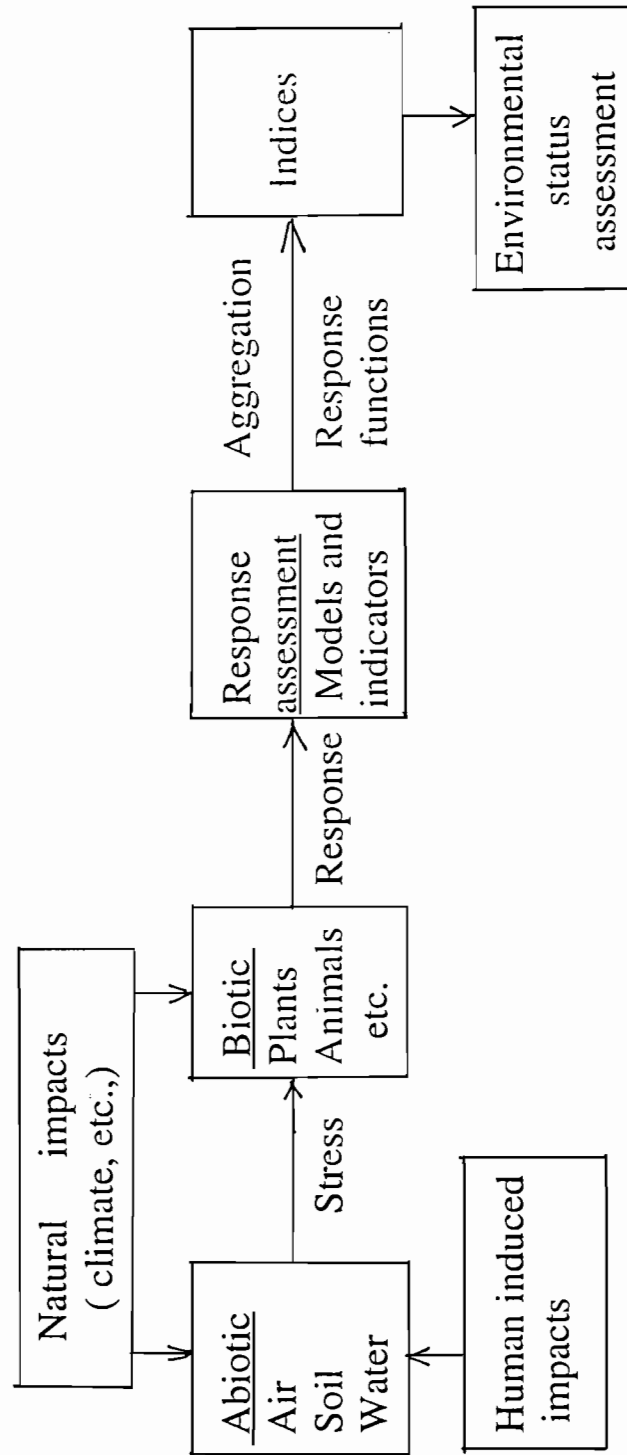 Natural impacts
( climate, etc.,)
Abiotic
Air
Soil
Water
Stress
Biotic
Plants
Animals
etc.
Response
Response
assessment
Models and
indicators
Aggregation
Response
functions
Indices
Human induced
impacts
Environmental
status
assessment